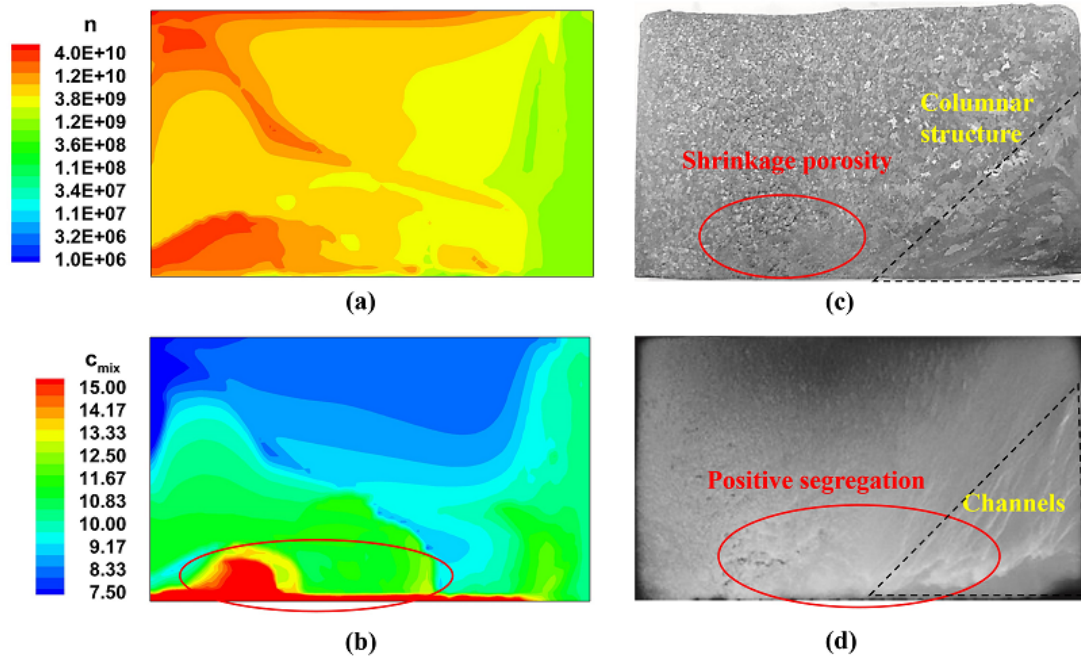 n
4.0E+10
1.2E+10
3.8E+09
1.2E+09
3.6E+08
1.1E+08
3.4E+07
1.1E+07
3.2E+06
1.0E+06
(a)
Columnar
structure
Shrinkage porosity
(c)
c_mix
15.00
14.17
13.33
12.50
11.67
10.83
10.00
9.17
8.33
7.50
(b)
Positive segregation
Channels
(d)